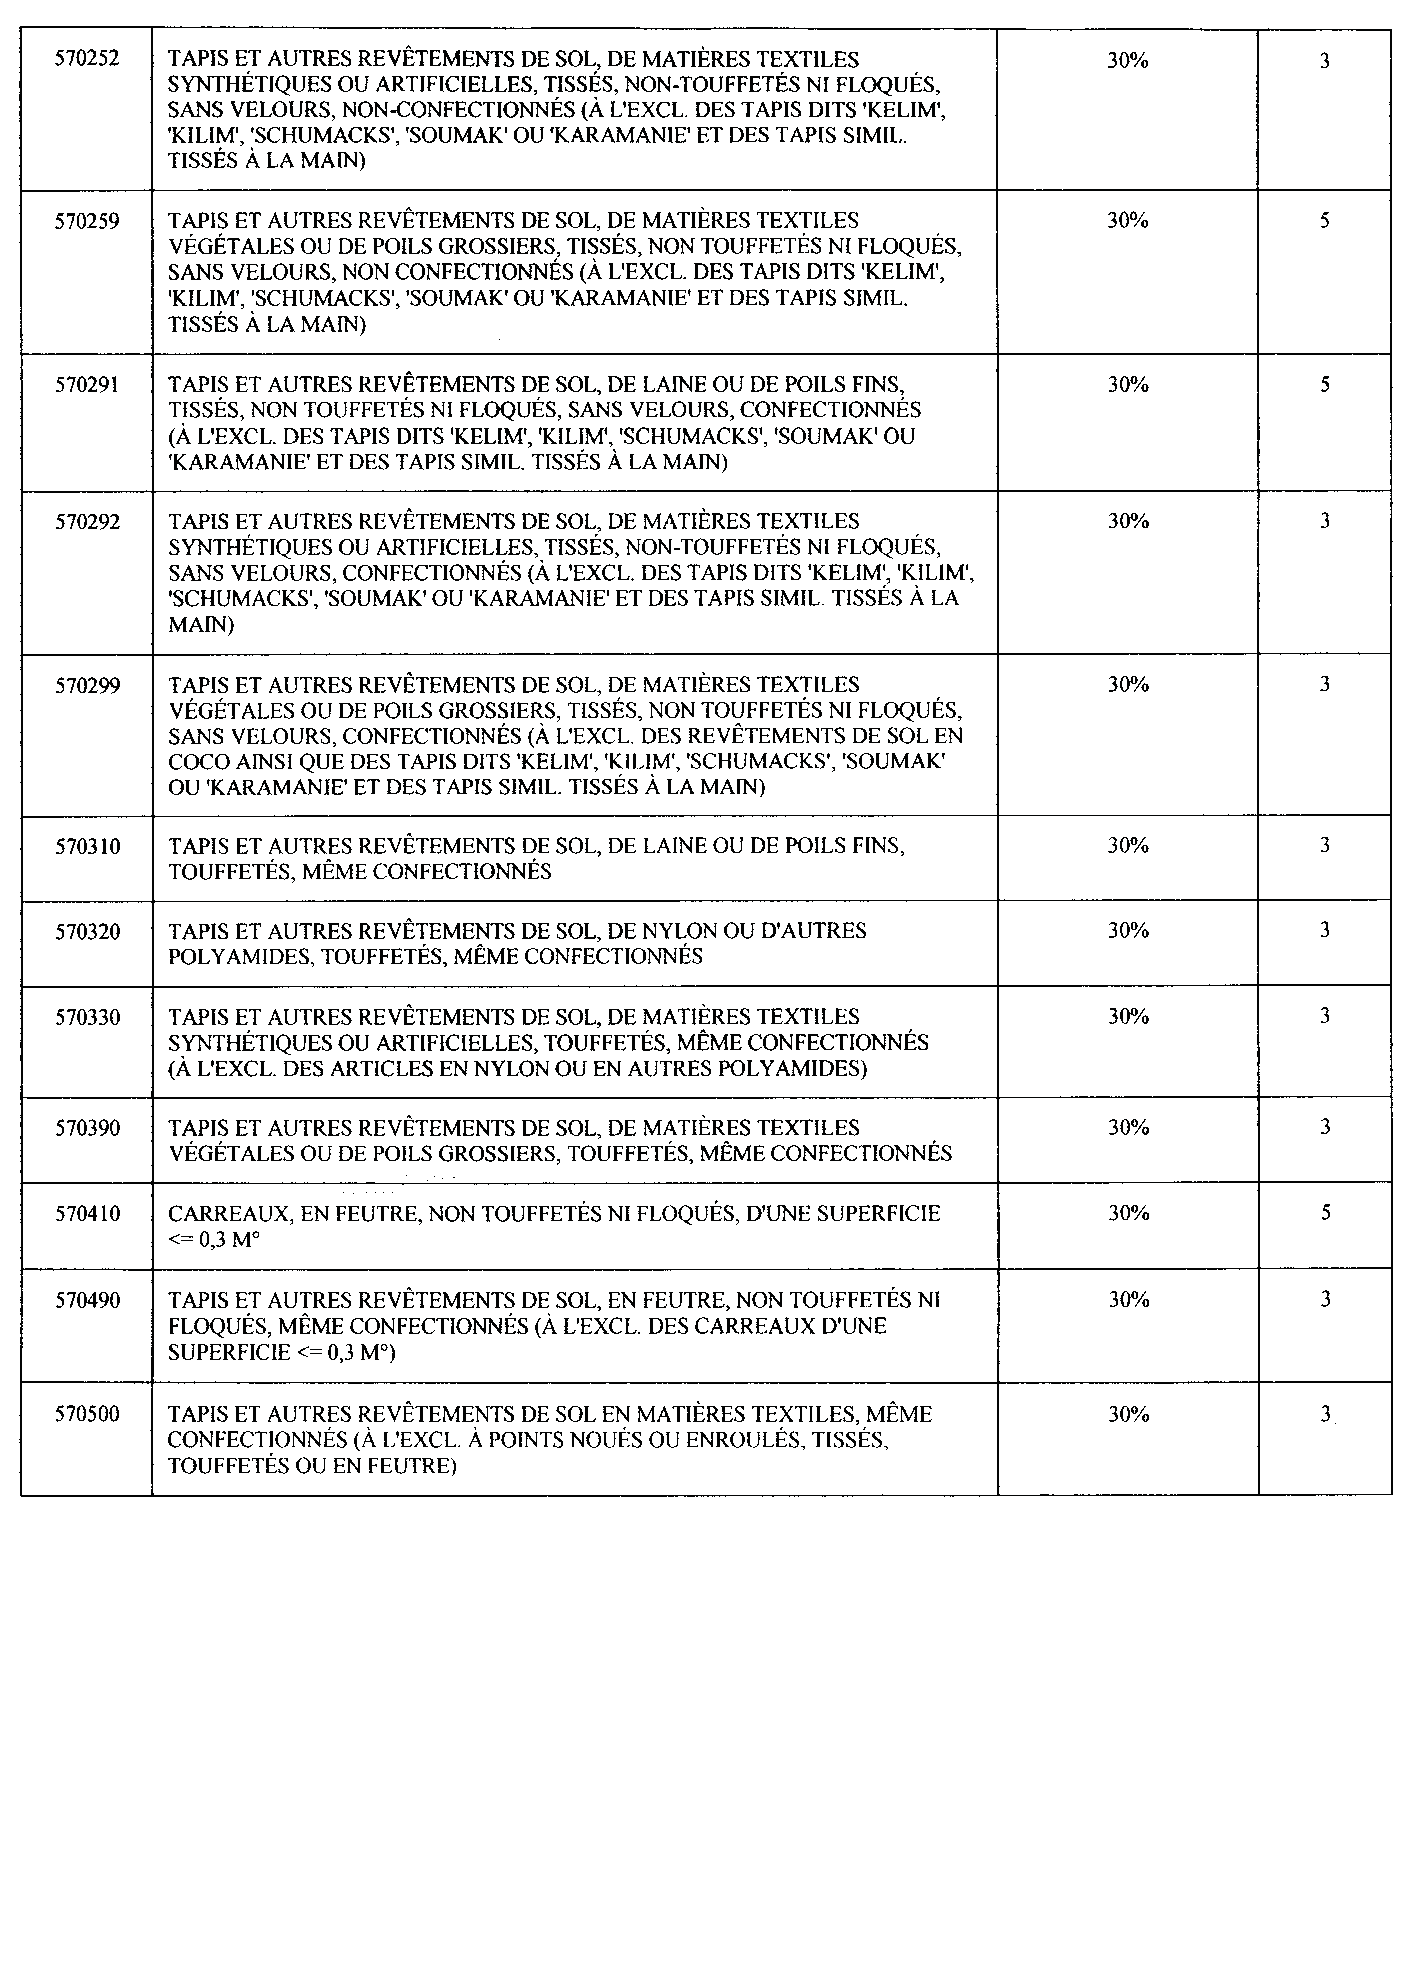 570252 TAPIS ET AUTRES REVÊTEMENTS DE SOL, DE MATIÈRES TEXTILES 30% 3
SYNTHÉTIQUES OU ARTIFICIELLES, TISSÉS, NON-TOUFFETÉS NI FLOQUÉS,
SANS VELOURS, NON-CONFECTIONNÉS (À L'EXCL. DES TAPIS DITS 'KELIM',
'KILIM', 'SCHUMACKS', 'SOUMAK' OU 'KARAMANIE' ET DES TAPIS SIMIL.
TISSÉS À LA MAIN)
570259 TAPIS ET AUTRES REVÊTEMENTS DE SOL, DE MATIÈRES TEXTILES 30% 5
VÉGÉTALES OU DE POILS GROSSIERS, TISSÉS, NON TOUFFETÉS NI FLOQUÉS,
SANS VELOURS, NON CONFECTIONNÉS (À L'EXCL. DES TAPIS DITS 'KELIM',
'KILIM', 'SCHUMACKS', 'SOUMAK' OU 'KARAMANIE' ET DES TAPIS SIMIL.
TISSÉS À LA MAIN)
570291 TAPIS ET AUTRES REVÊTEMENTS DE SOL, DE LAINE OU DE POILS FINS, 30% 5
TISSÉS, NON TOUFFETÉS NI FLOQUÉS, SANS VELOURS, CONFECTIONNÉS
(À L'EXCL. DES TAPIS DITS 'KELIM', 'KILIM', 'SCHUMACKS', 'SOUMAK' OU
'KARAMANIE' ET DES TAPIS SIMIL. TISSÉS À LA MAIN)
570292 TAPIS ET AUTRES REVÊTEMENTS DE SOL, DE MATIÈRES TEXTILES 30% 3
SYNTHÉTIQUES OU ARTIFICIELLES, TISSÉS, NON-TOUFFETÉS NI FLOQUÉS,
SANS VELOURS, CONFECTIONNÉS (À L'EXCL. DES TAPIS DITS 'KELIM', 'KILIM',
'SCHUMACKS', 'SOUMAK' OU 'KARAMANIE' ET DES TAPIS SIMIL. TISSÉS À LA
MAIN)
570299 TAPIS ET AUTRES REVÊTEMENTS DE SOL, DE MATIÈRES TEXTILES 30% 3
VÉGÉTALES OU DE POILS GROSSIERS, TISSÉS, NON TOUFFETÉS NI FLOQUÉS,
SANS VELOURS, CONFECTIONNÉS (À L'EXCL. DES REVÊTEMENTS DE SOL EN
COCO AINSI QUE DES TAPIS DITS 'KELIM', 'KILIM', 'SCHUMACKS', 'SOUMAK'
OU 'KARAMANIE' ET DES TAPIS SIMIL. TISSÉS À LA MAIN)
570310 TAPIS ET AUTRES REVÊTEMENTS DE SOL, DE LAINE OU DE POILS FINS, 30% 3
TOUFFETÉS, MÊME CONFECTIONNÉS
570320 TAPIS ET AUTRES REVÊTEMENTS DE SOL, DE NYLON OU D'AUTRES 30% 3
POLYAMIDES, TOUFFETÉS, MÊME CONFECTIONNÉS
570330 TAPIS ET AUTRES REVÊTEMENTS DE SOL, DE MATIÈRES TEXTILES 30% 3
SYNTHÉTIQUES OU ARTIFICIELLES, TOUFFETÉS, MÊME CONFECTIONNÉS
(À L'EXCL. DES ARTICLES EN NYLON OU EN AUTRES POLYAMIDES)
570390 TAPIS ET AUTRES REVÊTEMENTS DE SOL, DE MATIÈRES TEXTILES 30% 3
VÉGÉTALES OU DE POILS GROSSIERS, TOUFFETÉS, MÊME CONFECTIONNÉS
570410 CARREAUX, EN FEUTRE, NON TOUFFETÉS NI FLOQUÉS, D'UNE SUPERFICIE 30% 5
<= 0,3 M°
570490 TAPIS ET AUTRES REVÊTEMENTS DE SOL, EN FEUTRE, NON TOUFFETÉS NI 30% 3
FLOQUÉS, MÊME CONFECTIONNÉS (À L'EXCL. DES CARREAUX D'UNE
SUPERFICIE <= 0,3 M°)
570500 TAPIS ET AUTRES REVÊTEMENTS DE SOL EN MATIÈRES TEXTILES, MÊME 30% 3
CONFECTIONNÉS (À L'EXCL. À POINTS NOUÉS OU ENROULÉS, TISSÉS,
TOUFFETÉS OU EN FEUTRE)